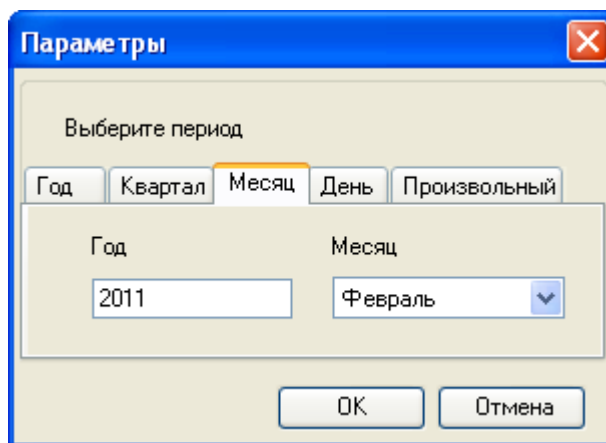 Параметры
Выберите период
Год Квартал Месяц День Произвольный
Год Месяц
2011 Февраль
OK Отмена